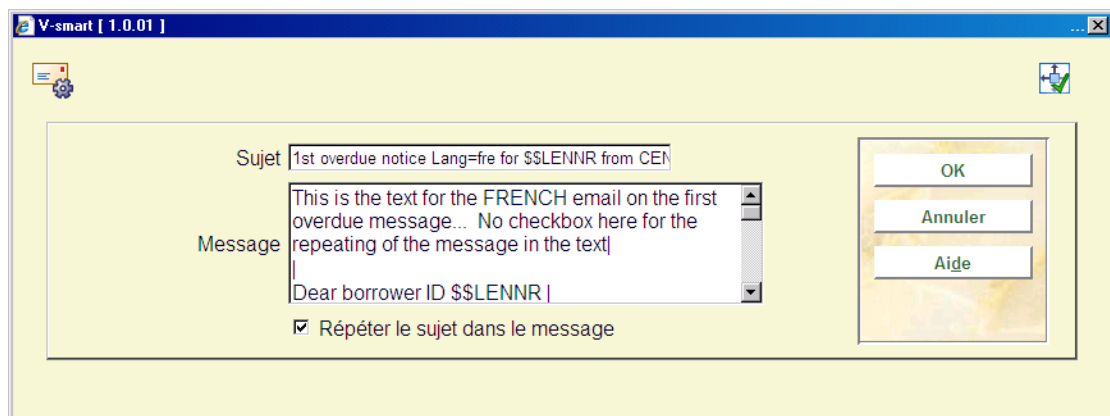 V-smart [ 1.0.01 ]
...
Sujet 1st overdue notice Lang=fre for $$LENNR from CEN
Message
This is the text for the FRENCH email on the first
overdue message... No checkbox here for the
repeating of the message in the text|
|
Dear borrower ID $$LENNR |
Répéter le sujet dans le message
OK
Annuler
Aide